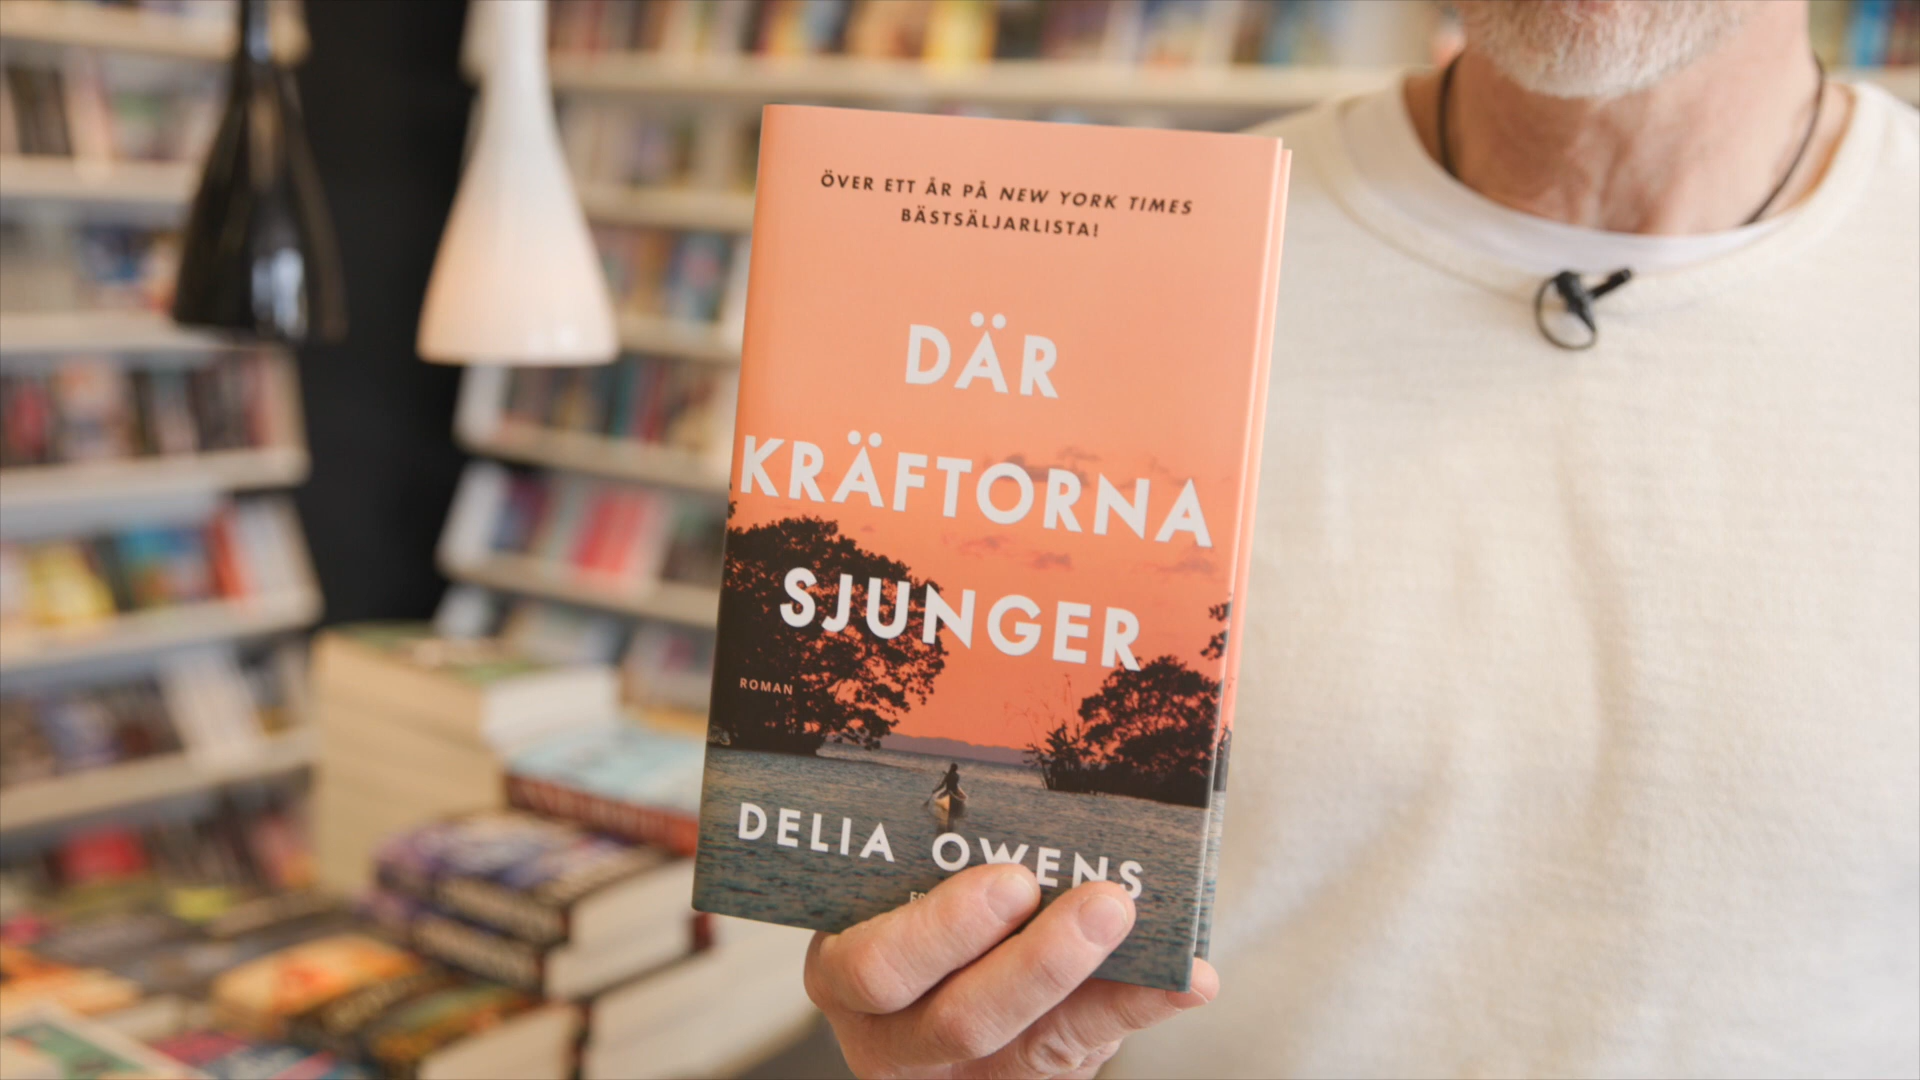 ÖVER ETT ÅR PÅ NEW YORK TIMES
BÄSTSÄLJARLISTA!
DÄR
KRÄFTORNA
SJUNGER
ROMAN
DELIA OWENS